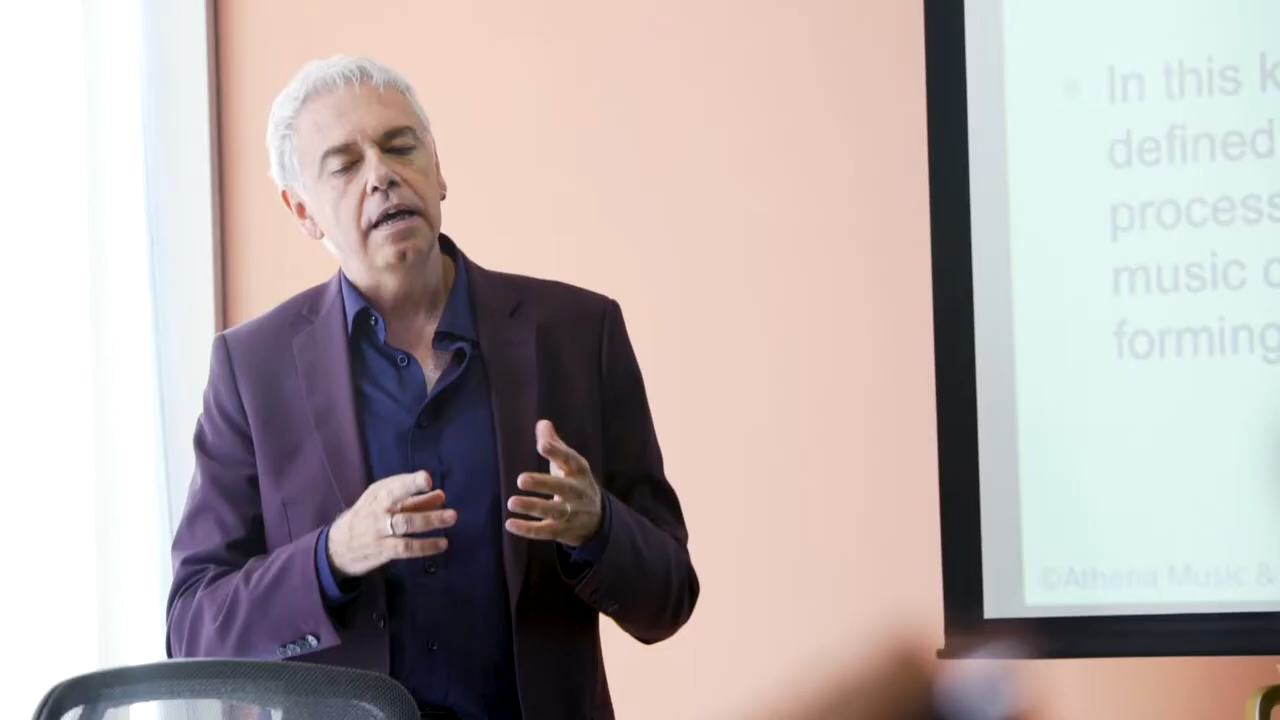 In this
defined
process
music
forming
©Athena Music &